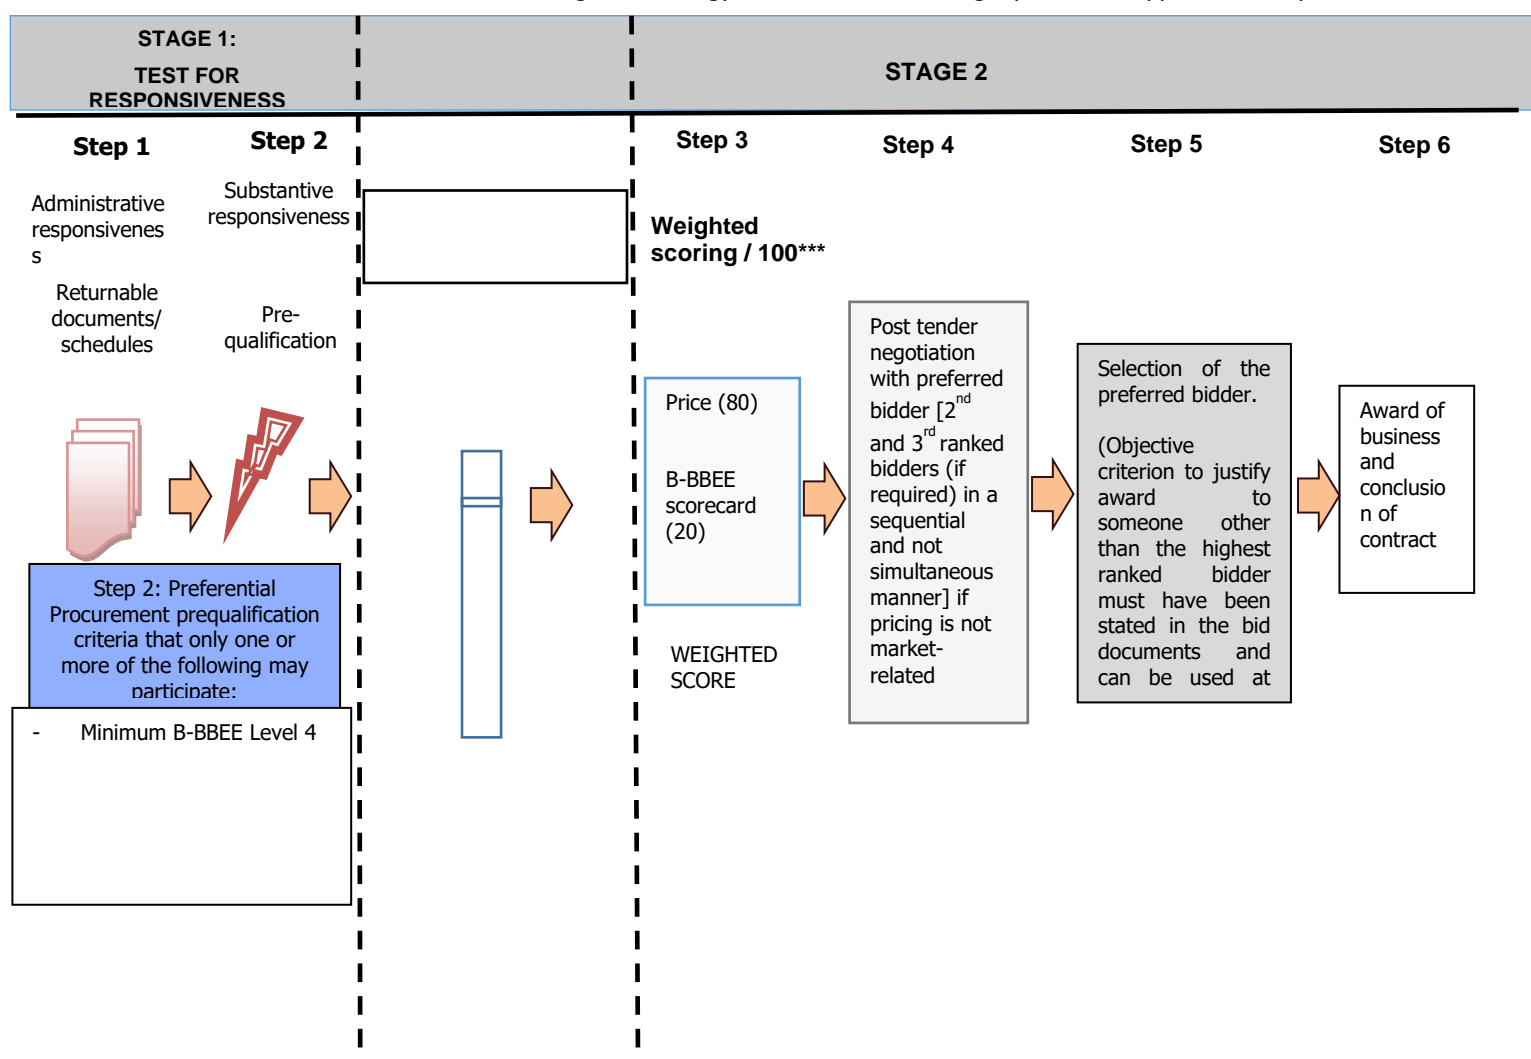 STAGE 1:
TEST FOR
RESPONSIVENESS
STAGE 2
Step 1
Step 2
Step 3
Step 4
Step 5
Step 6
Administrative
responsivenes
s
Substantive
responsiveness
Weighted
scoring / 100***
Returnable
documents/
schedules
Pre-
qualification
Price (80)
B-BBEE
scorecard
(20)
WEIGHTED
SCORE
Post tender
negotiation
with preferred
bidder [2nd
and 3rd ranked
bidders (if
required) in a
sequential
and not
simultaneous
manner] if
pricing is not
market-
related
Selection of the
preferred bidder.
(Objective
criterion to justify
award to
someone other
than the highest
ranked bidder
must have been
stated in the bid
documents and
can be used at
Award of
business
and
conclusio
n of
contract
Step 2: Preferential
Procurement prequalification
criteria that only one or
more of the following may
participate:
- Minimum B-BBEE Level 4